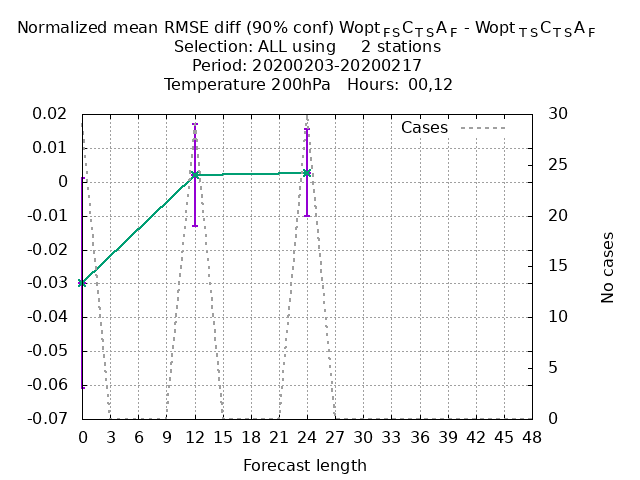 Normalized mean RMSE diff (90% conf) Wopt FS C TS A F - Wopt TS C TS A F
Selection: ALL using 2 stations
Period: 20200203-20200217
Temperature 200hPa Hours: 00,12
Cases
0.02
0.01
0
-0.01
-0.02
-0.03
-0.04
-0.05
-0.06
-0.07
30
25
20
15
10
5
0
No cases
0 3 6 9 12 15 18 21 24 27 30 33 36 39 42 45 48
Forecast length